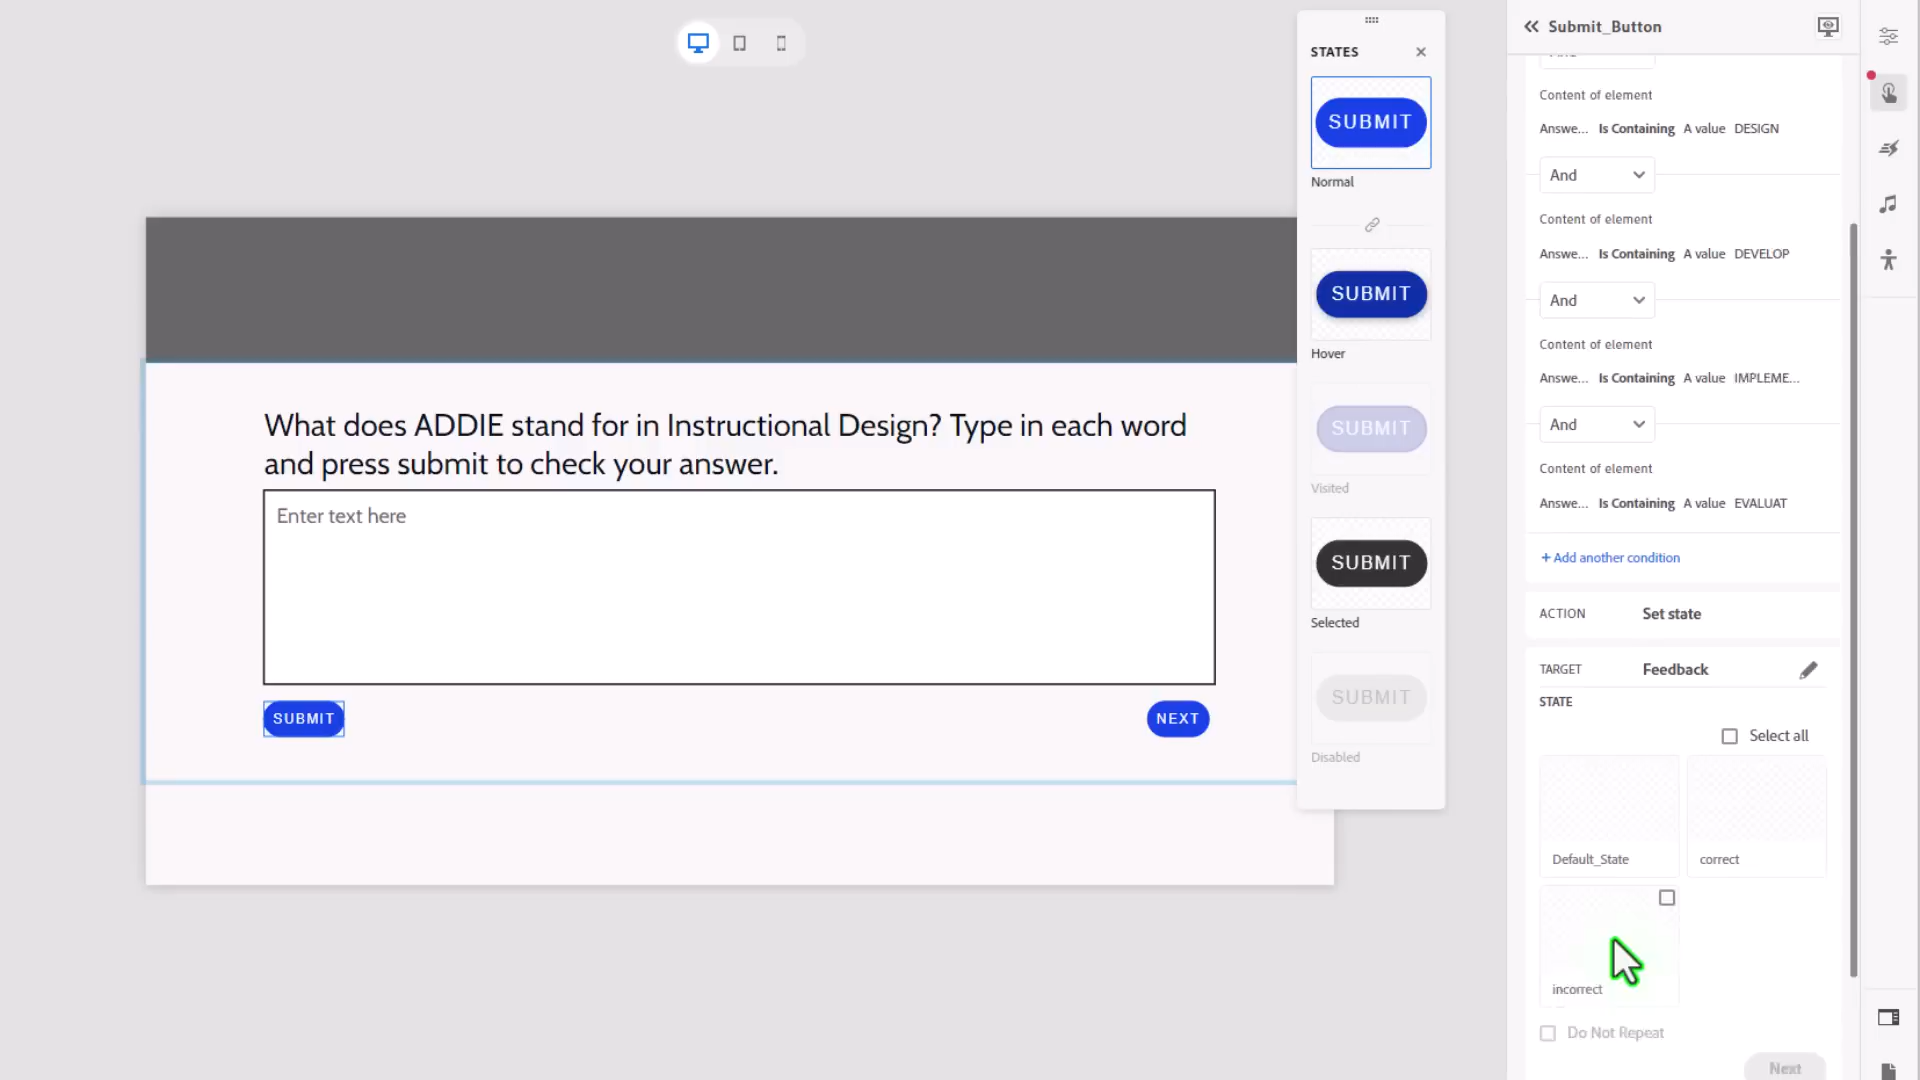 STATES
SUBMIT
Normal
SUBMIT
Hover
SUBMIT
Visited
SUBMIT
Selected
SUBMIT
Disabled
What does ADDIE stand for in Instructional Design? Type in each word
and press submit to check your answer.
Enter text here
SUBMIT
NEXT
Submit_Button
Content of element
Answe... Is Containing A value DESIGN
And
Content of element
Answe... Is Containing A value DEVELOP
And
Content of element
Answe... Is Containing A value IMPLEME...
And
Content of element
Answe... Is Containing A value EVALUAT
+ Add another condition
ACTION Set state
TARGET Feedback
STATE
Select all
Default_State
correct
incorrect
Do Not Repeat
Next